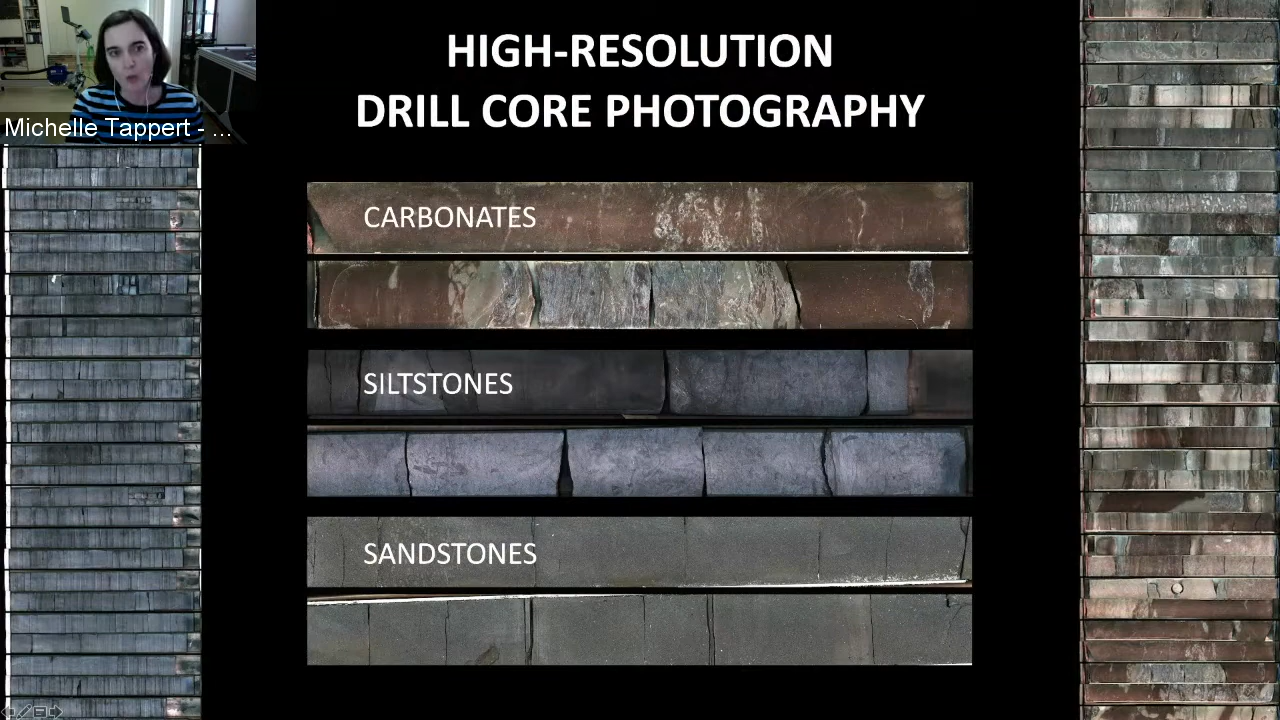 Michelle Tappert - ...
HIGH-RESOLUTION
DRILL CORE PHOTOGRAPHY
CARBONATES
SILTSTONES
SANDSTONES